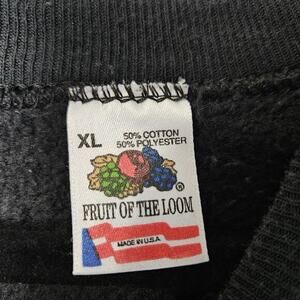 XL
50% COTTON
50% POLYESTER
®
FRUIT OF THE LOOM
MADE IN U.S.A.